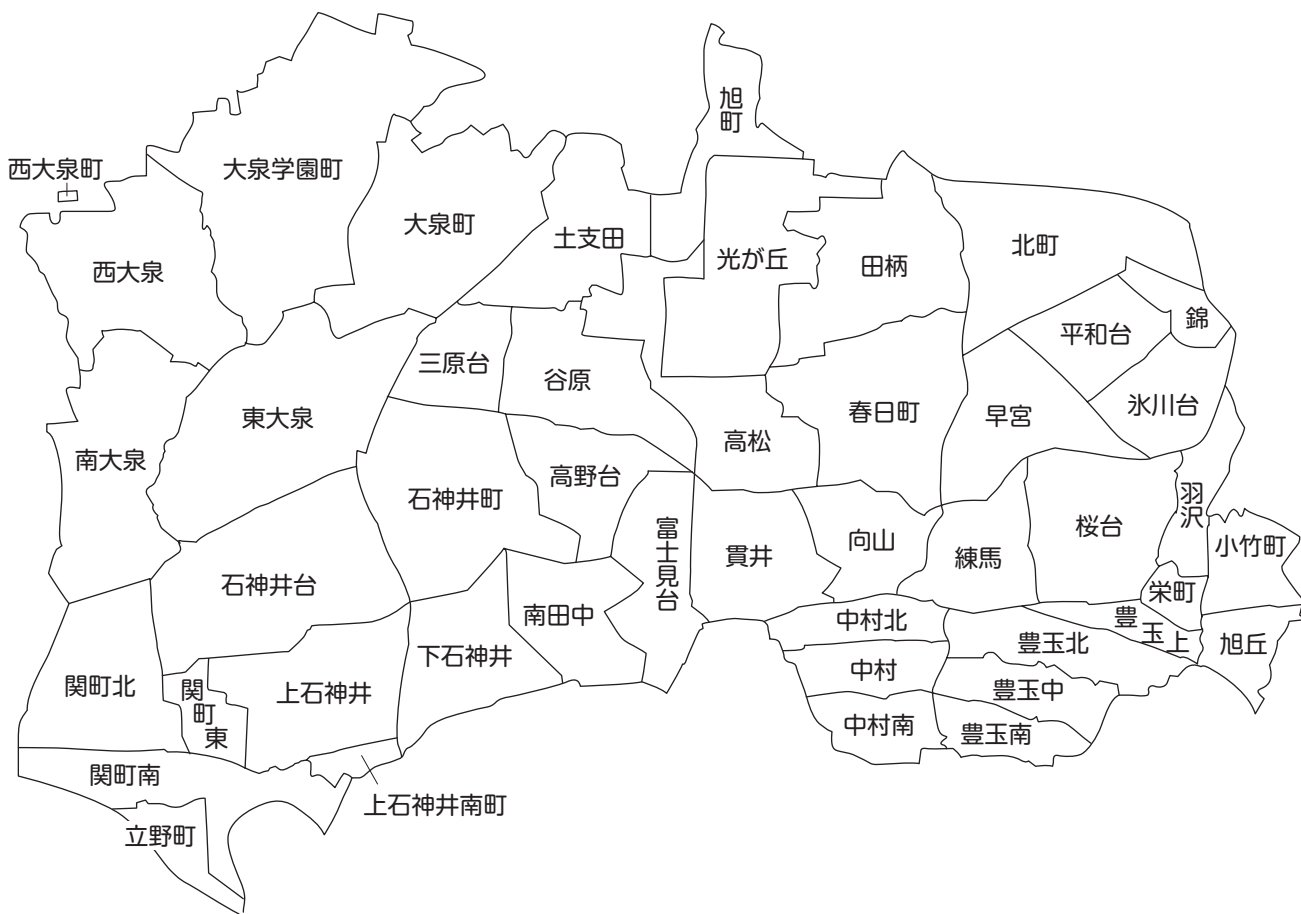 旭町
西大泉町
大泉学園町
大泉町
土支田
光が丘
田柄
北町
西大泉
錦
平和台
三原台
谷原
東大泉
春日町
早宮
氷川台
高松
南大泉
高野台
石神井町
羽沢
富士見台
貫井
向山
練馬
桜台
小竹町
石神井台
栄町
南田中
中村北
豊玉上
豊玉北
旭丘
下石神井
中村
関町北
関町東
上石神井
豊玉中
中村南
豊玉南
関町南
上石神井南町
立野町